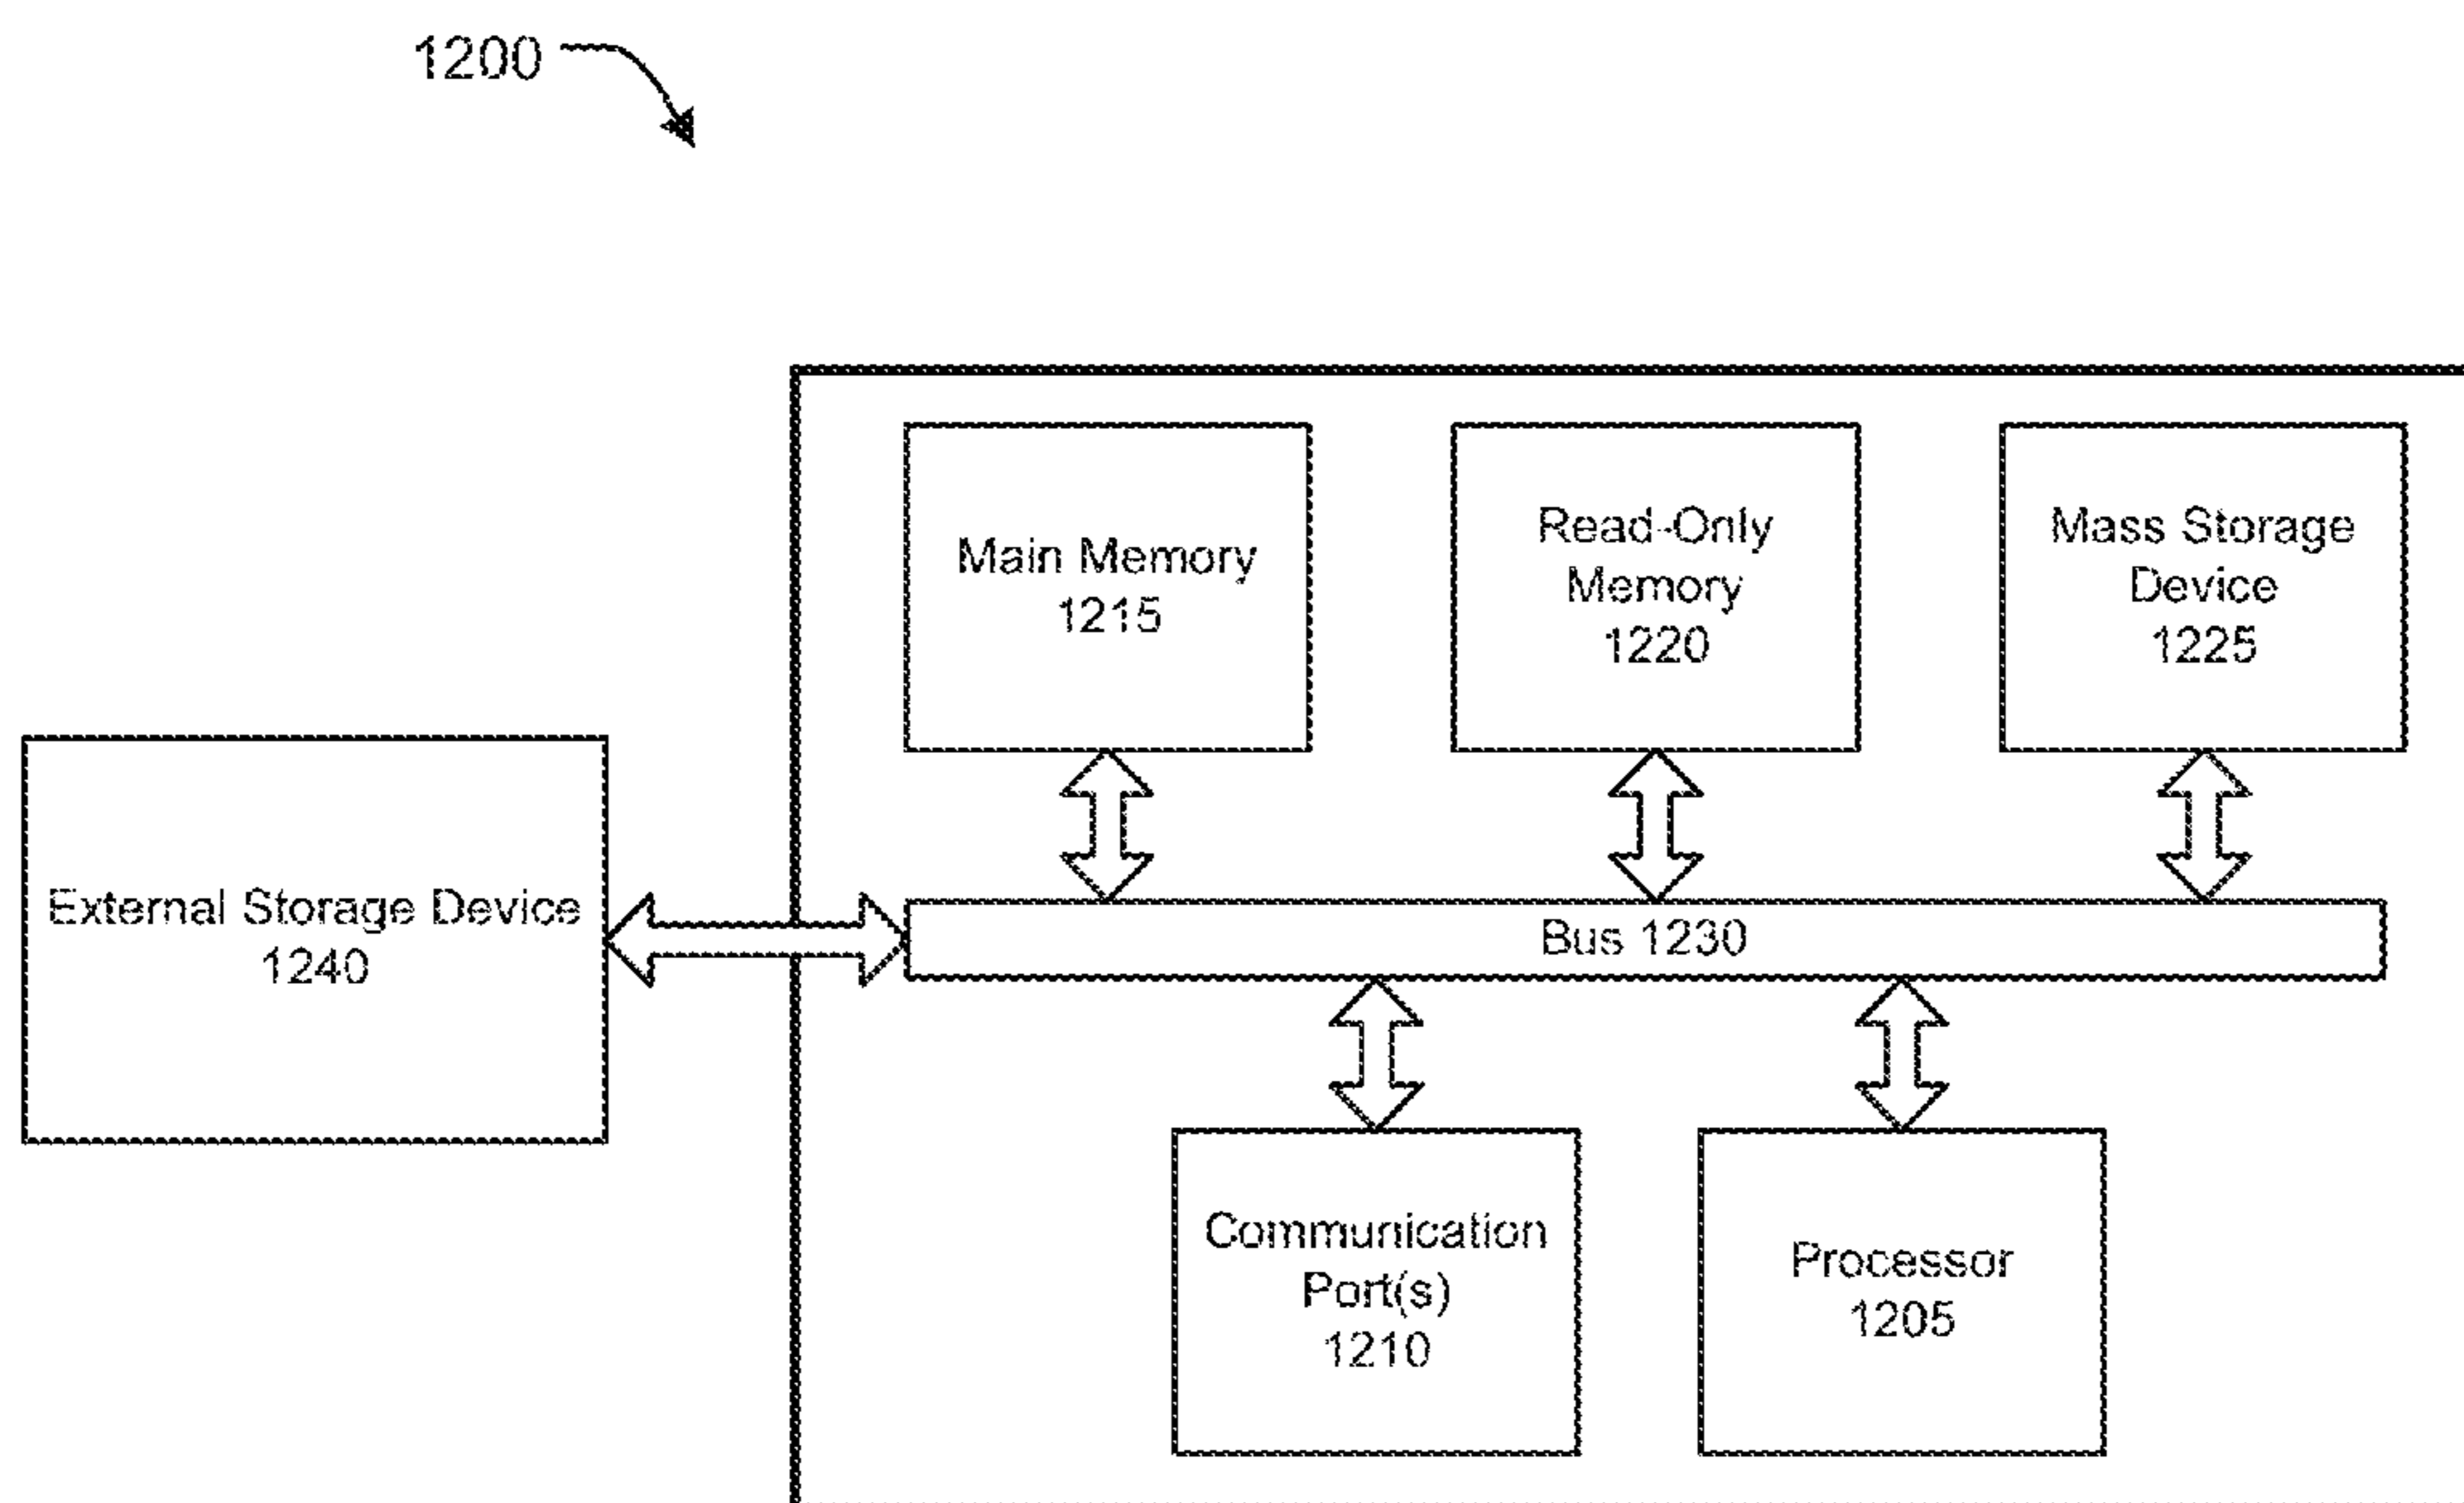 1200
Main Memory
1215
Read-Only
Memory
1220
Mass Storage
Device
1225
External Storage Device
1240
Bus 1230
Communication
Port(s)
1210
Processor
1205